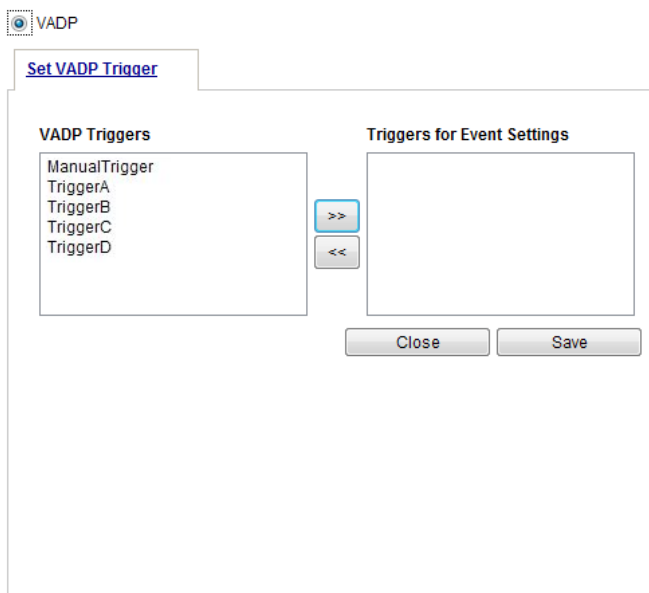 VADP
Set VADP Trigger
VADP Triggers
Triggers for Event Settings
ManualTrigger
TriggerA
TriggerB
TriggerC
TriggerD
>>
<<
Close
Save